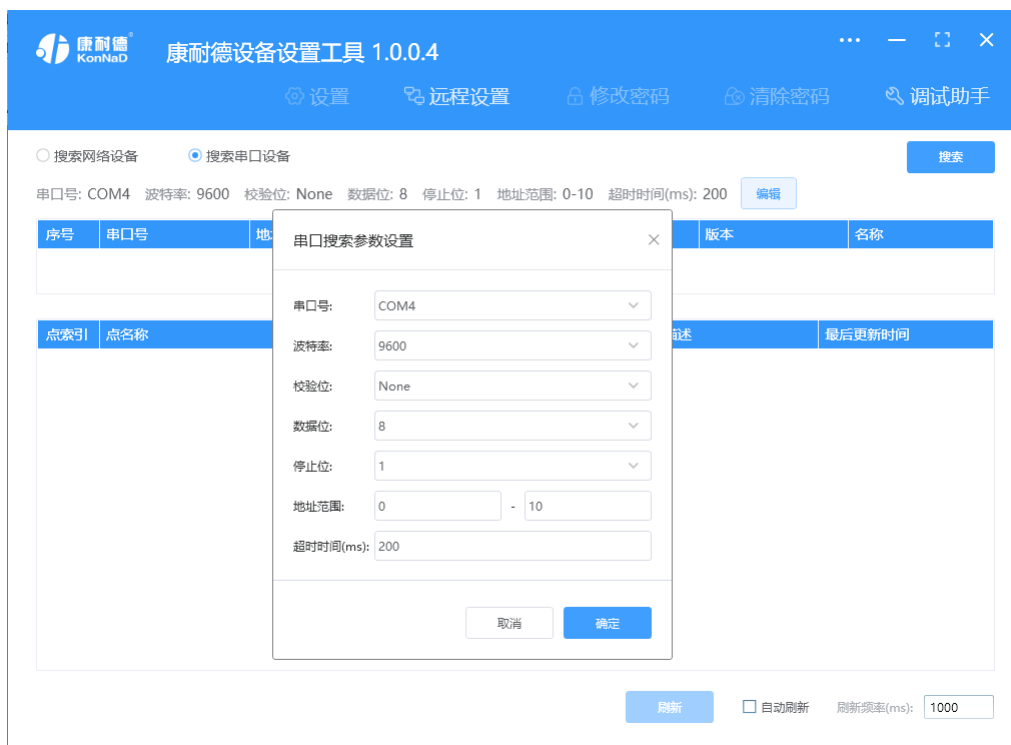 康耐德®
KonNaD
康耐德设备设置工具 1.0.0.4
设置 远程设置 修改密码 清除密码 调试助手
搜索网络设备 搜索串口设备 搜索
串口号: COM4 波特率: 9600 校验位: None 数据位: 8 停止位: 1 地址范围: 0-10 超时时间(ms): 200 编辑
序号 串口号 版本 名称
串口搜索参数设置
串口号: COM4
波特率: 9600
校验位: None
数据位: 8
停止位: 1
地址范围: 0 - 10
超时时间(ms): 200
取消 确定
点索引 点名称 最后更新时间
刷新 自动刷新 刷新频率(ms): 1000